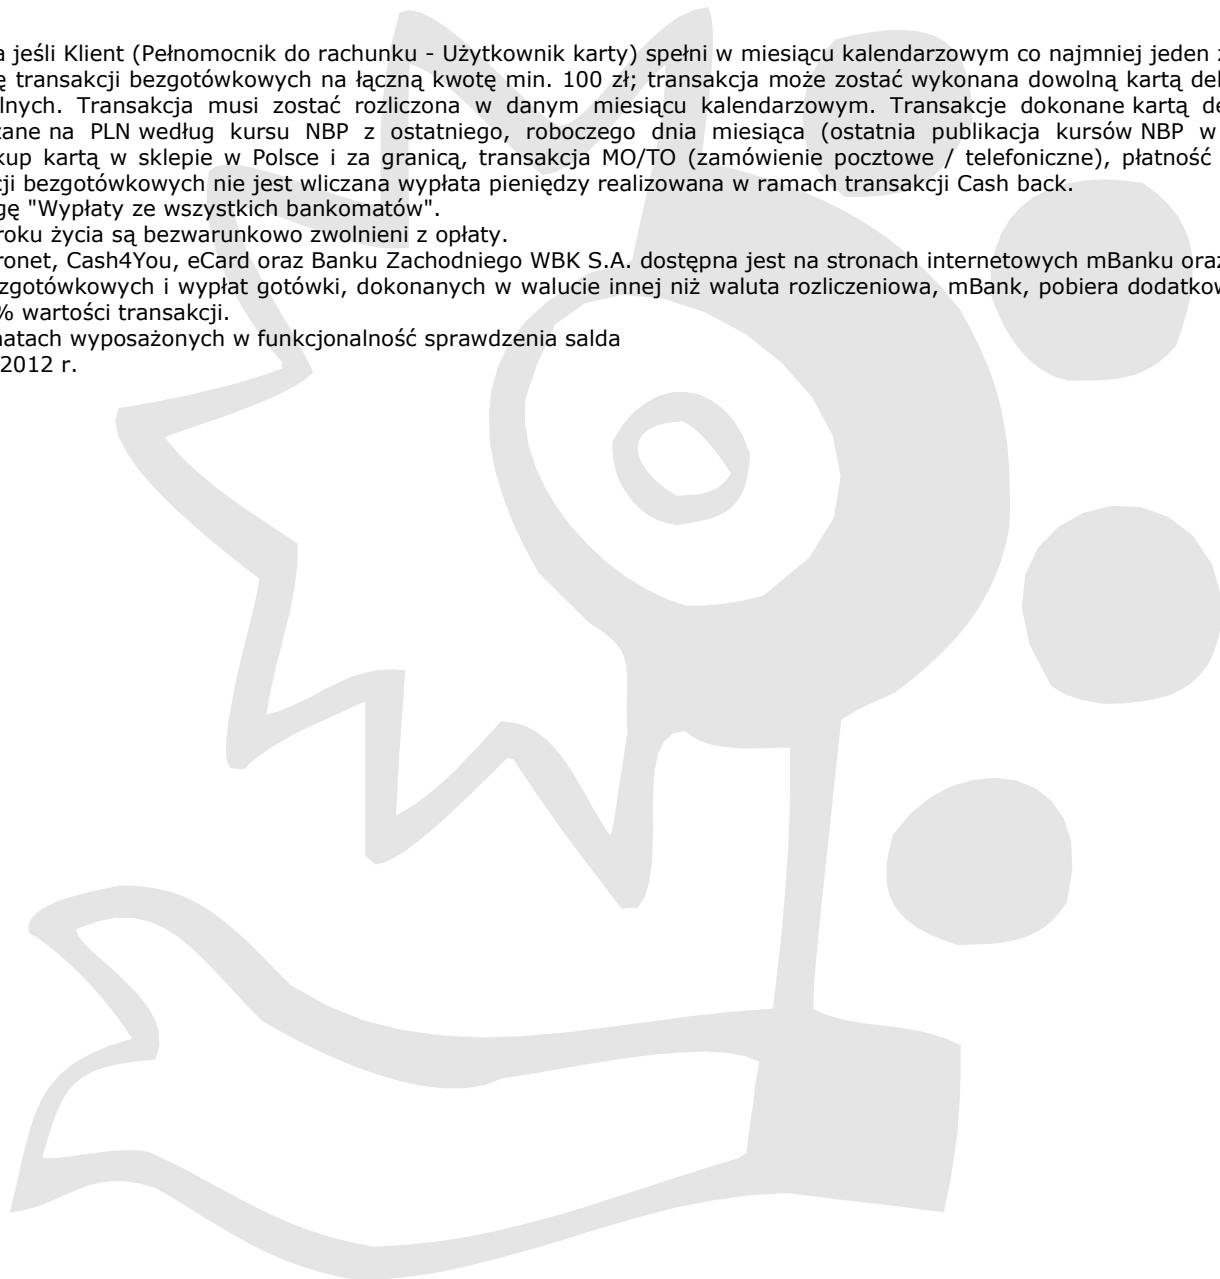 a jeśli Klient (Pełnomocnik do rachunku - Użytkownik karty) spełni w miesiącu kalendarzowym co najmniej jeden
ę transakcji bezgotówkowych na łączną kwotę min. 100 zł; transakcja może zostać wykonana dowolną kartą
lnych. Transakcja musi zostać rozliczona w danym miesiącu kalendarzowym. Transakcje dokonane kartą
zane na PLN według kursu NBP z ostatniego, roboczego dnia miesiąca (ostatnia publikacja kursów NBP w
kup kartą w sklepie w Polsce i za granicą, transakcja MO/TO (zamówienie pocztowe / telefoniczne), płatność
ji bezgotówkowych nie jest wliczana wypłata pieniędzy realizowana w ramach transakcji Cash back.
gę "Wypłaty ze wszystkich bankomatów".
roku życia są bezwarunkowo zwolnieni z opłaty.
ronet, Cash4You, eCard oraz Banku Zachodniego WBK S.A. dostępna jest na stronach internetowych mBanku oraz
zgotówkowych i wypłat gotówki, dokonanych w walucie innej niż waluta rozliczeniowa, mBank, pobiera
% wartości transakcji.
atach wyposażonych w funkcjonalność sprawdzenia salda
2012 r.